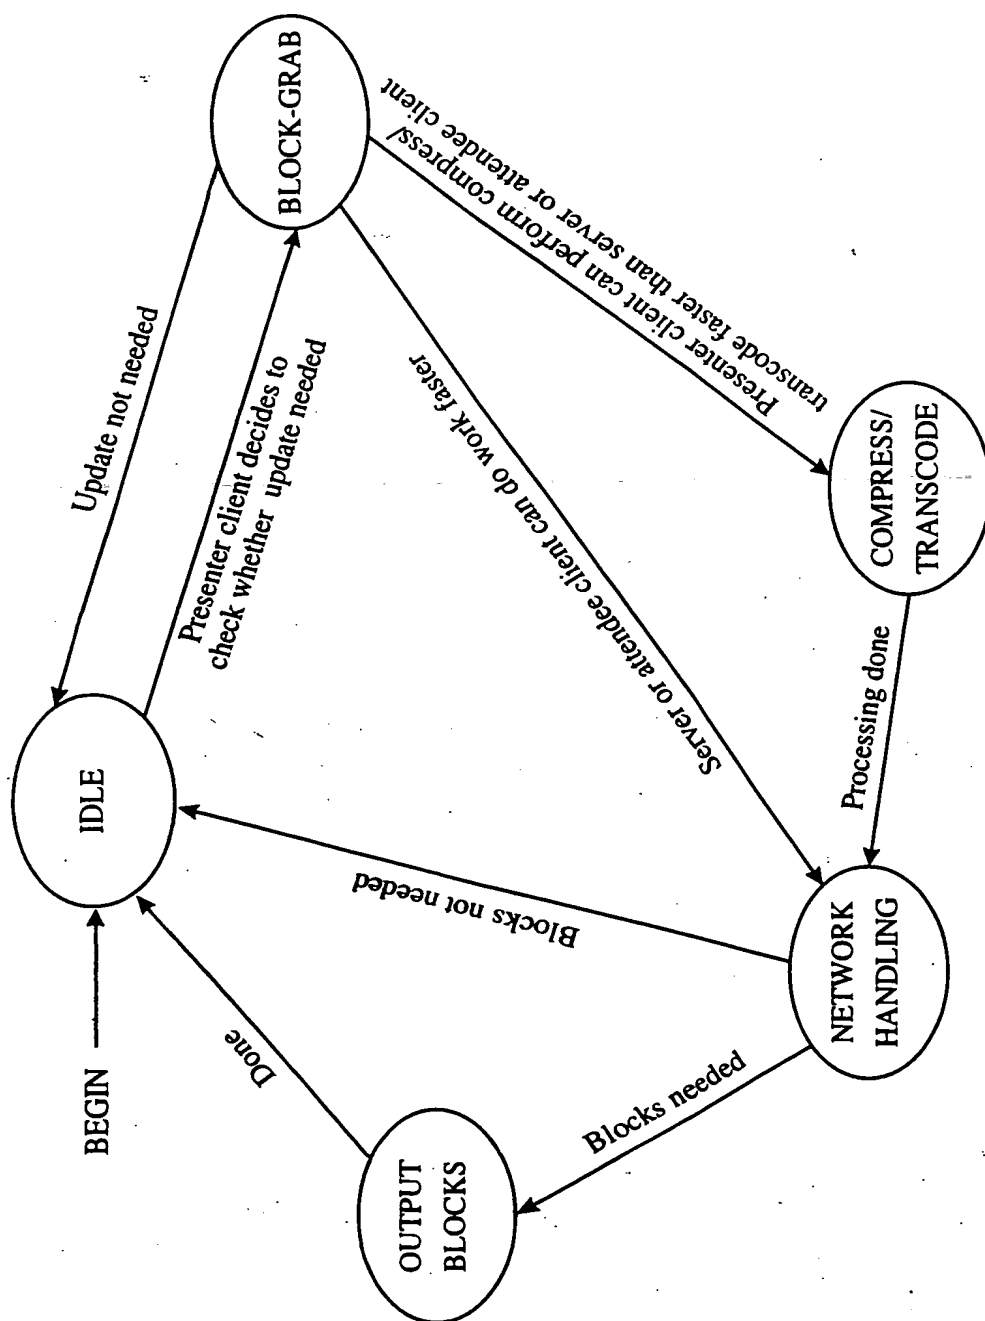 BEGIN
IDLE
Update not needed
Presenter client decides to
check whether update needed
BLOCK-GRAB
Done
Blocks not needed
Server or attendee client can do work faster
Presenter client can perform compress/
transcode faster than server or attendee client
OUTPUT
BLOCKS
Blocks needed
NETWORK
HANDLING
Processing done
COMPRESS/
TRANSCODE